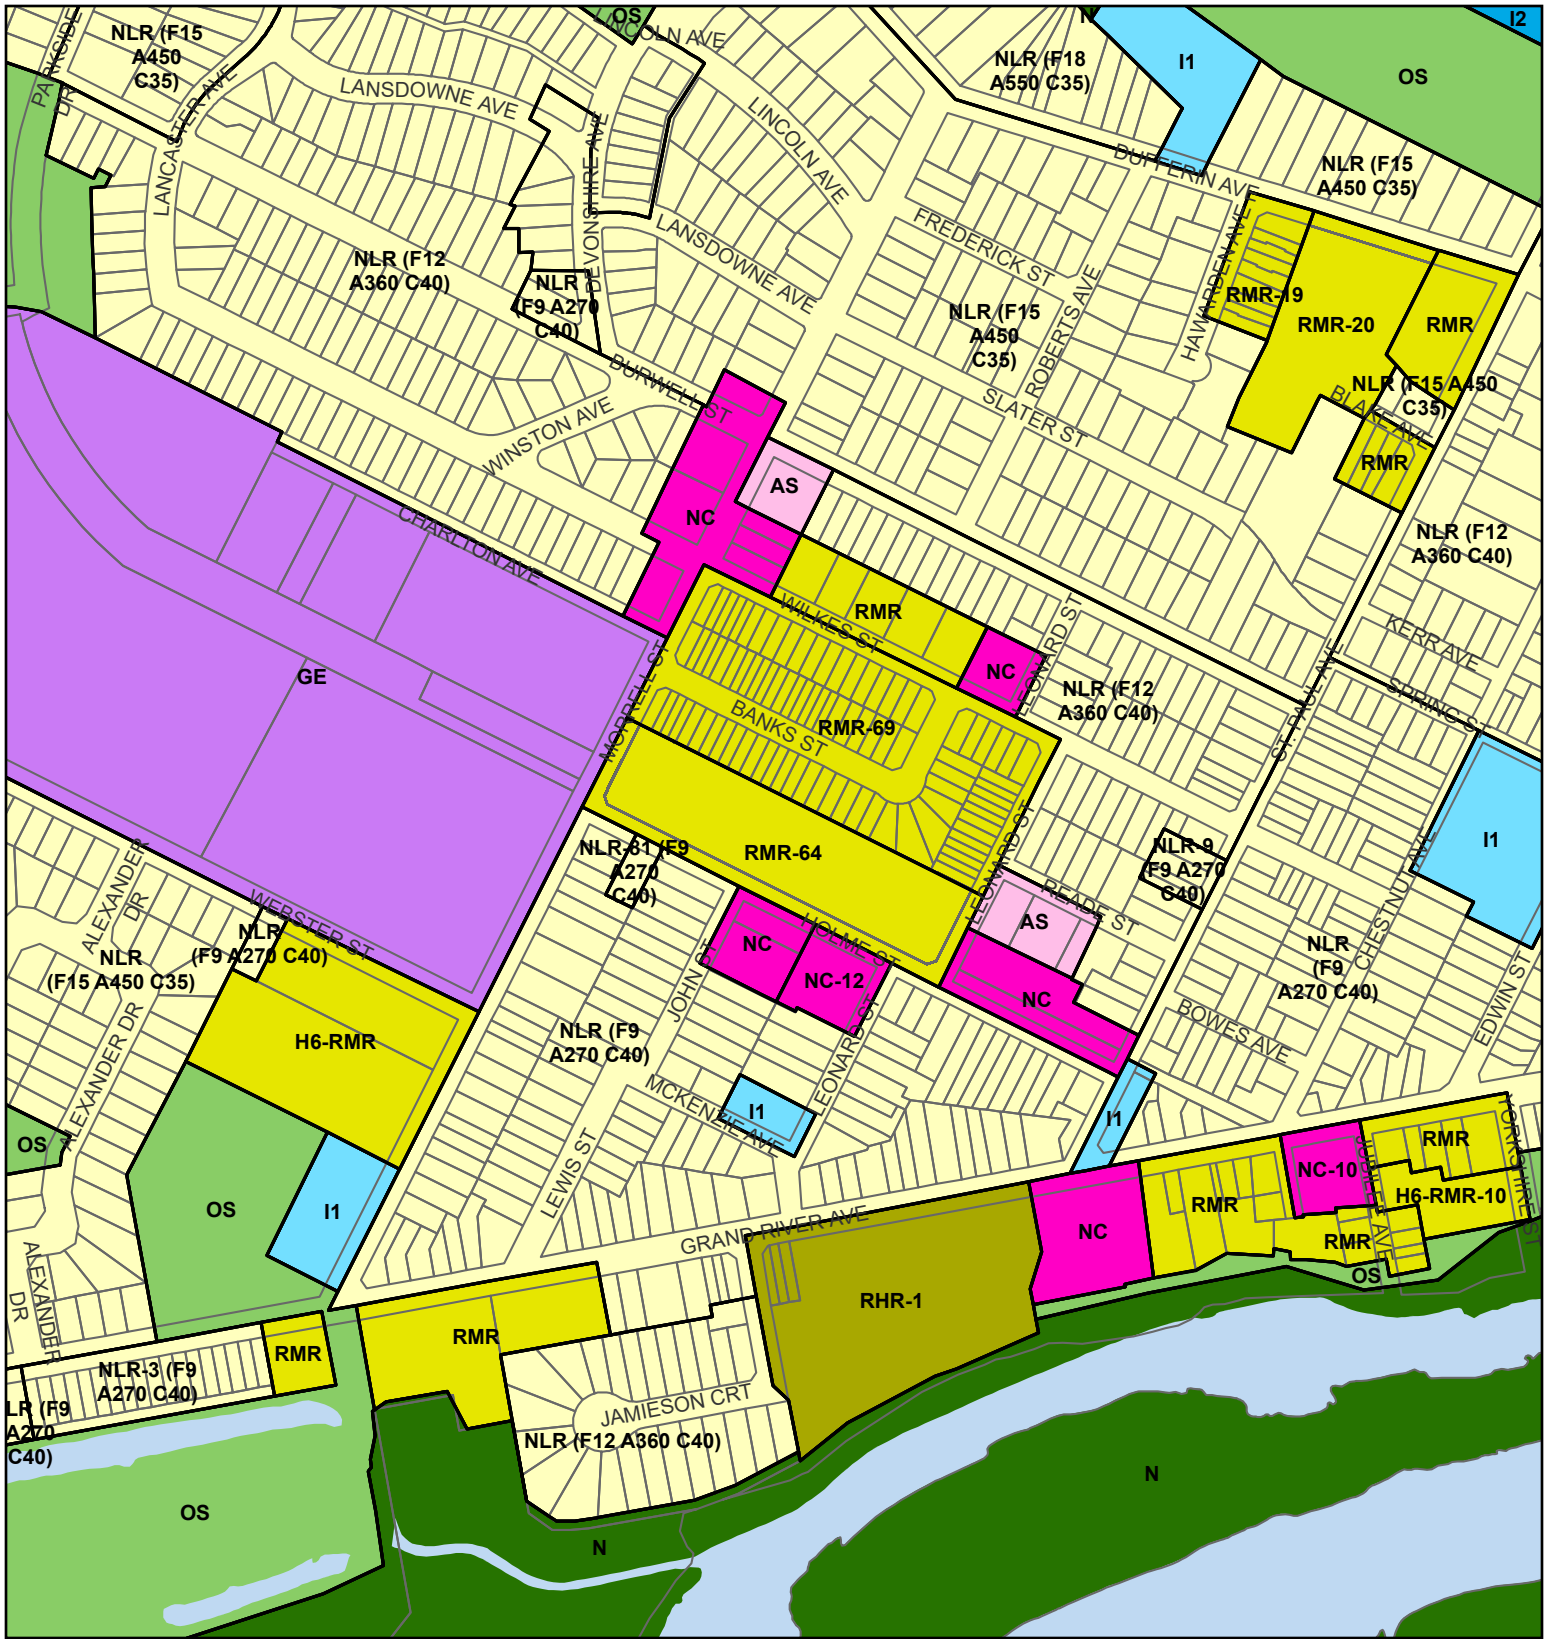 OS
N
I2
LINCOLN AVE
NLR (F15
A450
C35)
PARKSIDE
DR
NLR (F18
A550 C35)
I1
OS
LANSDOWNE AVE
LANCASTER AVE
LINCOLN AVE
DEVONSHIRE AVE
DUFFERIN AVE
NLR (F15
A450 C35)
LANSDOWNE AVE
FREDERICK ST
HAWARDEN AVE
NLR (F12
A360 C40)
NLR
(F9 A270
C40)
RMR-19
RMR-20
RMR
NLR (F15
A450
C35)
ROBERTS AVE
BURWELL ST
NLR (F15 A450
C35)
BLAKE AVE
SLATER ST
WINSTON AVE
RMR
AS
NC
CHARLTON AVE
NLR (F12
A360 C40)
WILKES ST
RMR
LEONARD ST
KERR AVE
NC
GE
MORRELL ST
NLR (F12
A360 C40)
ST. PAUL AVE
SPRING ST
BANKS ST
RMR-69
NLR-81 (F9
A270
C40)
RMR-64
LEONARD ST
NLR-9
(F9 A270
C40)
I1
ALEXANDER
DR
READE ST
CHESTNUT AVE
WEBSTER ST
NLR
(F9 A270 C40)
NLR
(F15 A450 C35)
NC
HOLME ST
NC-12
AS
NLR
(F9
A270 C40)
JOHN ST
NC
BOWES AVE
EDWIN ST
H6-RMR
NLR (F9
A270 C40)
ALEXANDER DR
LEONARD ST
MCKENZIE AVE
I1
I1
OS
LEWIS ST
NC-10
JUBILEE AVE
RMR
YORKSHIRE ST
H6-RMR-10
OS
I1
RMR
GRAND RIVER AVE
NC
RMR
OS
ALEXANDER
DR
RHR-1
RMR
RMR
NLR-3 (F9
A270 C40)
LR (F9
A270
C40)
JAMIESON CRT
NLR (F12 A360 C40)
N
OS
N